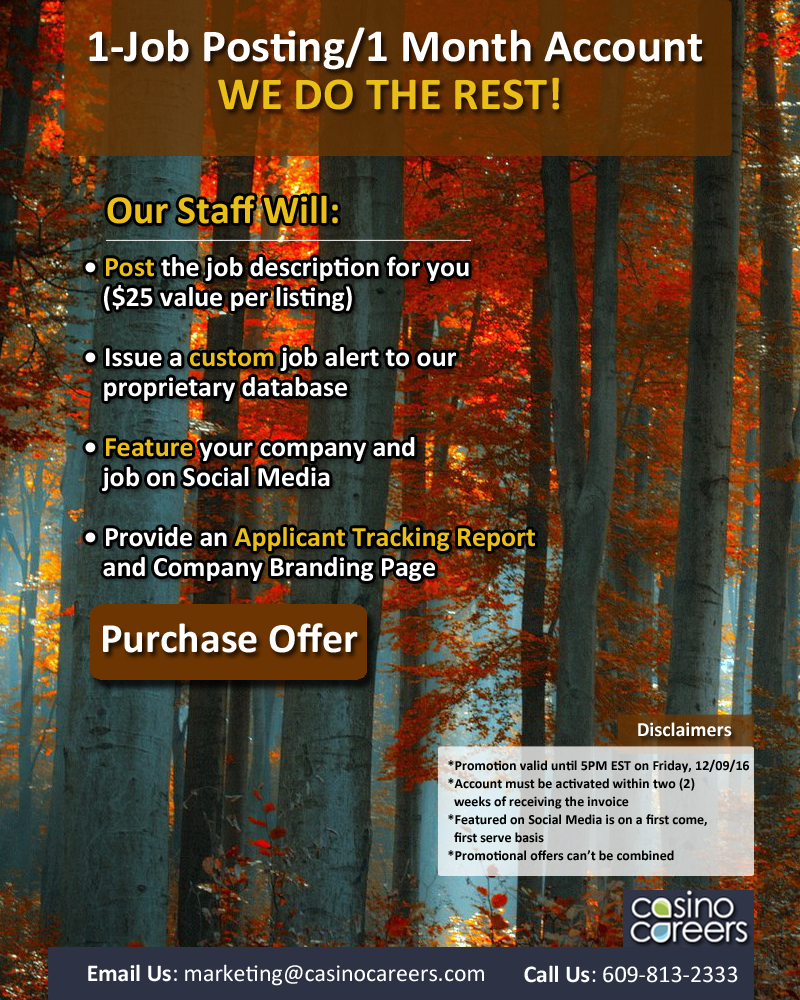 1-Job Posting/1 Month Account
WE DO THE REST!
Our Staff Will:
• Post the job description for you
($25 value per listing)
• Issue a custom job alert to our
proprietary database
• Feature your company and
job on Social Media
• Provide an Applicant Tracking Report
and Company Branding Page
Purchase Offer
Disclaimers
*Promotion valid until 5PM EST on Friday, 12/09/16
*Account must be activated within two (2)
weeks of receiving the invoice
*Featured on Social Media is on a first come,
first serve basis
*Promotional offers can't be combined
casino
careers
Email Us: marketing@casinocareers.com
Call Us: 609-813-2333